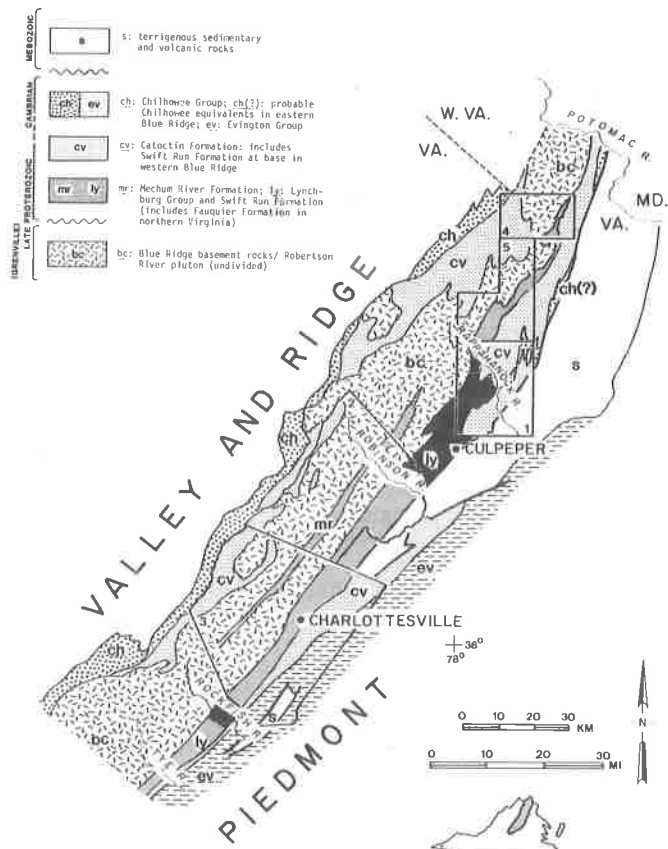 MESOZOIC
s
s: terrigenous sedimentary
and volcanic rocks
CAMBRIAN
ch
ev
ch: Chilhowee Group; ch(?): probable
Chilhowee equivalents in eastern
Blue Ridge; ev: Evington Group
cv
cv: Catoctin Formation: includes
Swift Run Formation at base in
western Blue Ridge
LATE PROTEROZOIC
mr
ly
mr: Mechum River Formation; ly: Lynch-
burg Group and Swift Run Formation
(includes Fauquier Formation in
northern Virginia)
(GRENVILLE)
bc
bc: Blue Ridge basement rocks/ Robertson
River pluton (undivided)
W. VA.
VA.
POTOMAC R.
MD.
VA.
bc
4
5
ch
cv
ch(?)
cv
s
1
bc
ly
CULPEPER
2
ROBINSON
mr
cv
cv
ev
CHARLOTTESVILLE
3
ch
bc
ly
ev
s
VALLEY AND RIDGE
PIEDMONT
38°
78°
0 10 20 30
KM
0 10 20 30
MI
N